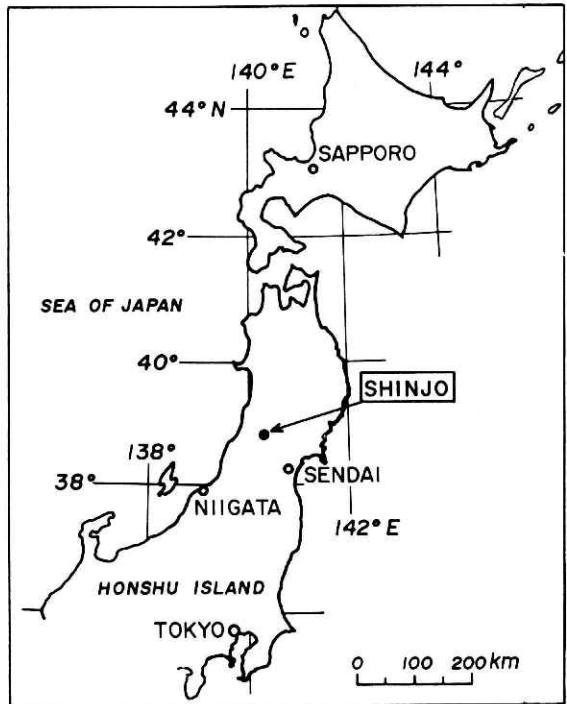 140°E
144°
44°N
SAPPORO
42°
SEA OF JAPAN
40°
SHINJO
138°
38°
SENDAI
NIIGATA
142°E
HONSHU ISLAND
TOKYO
0 100 200km